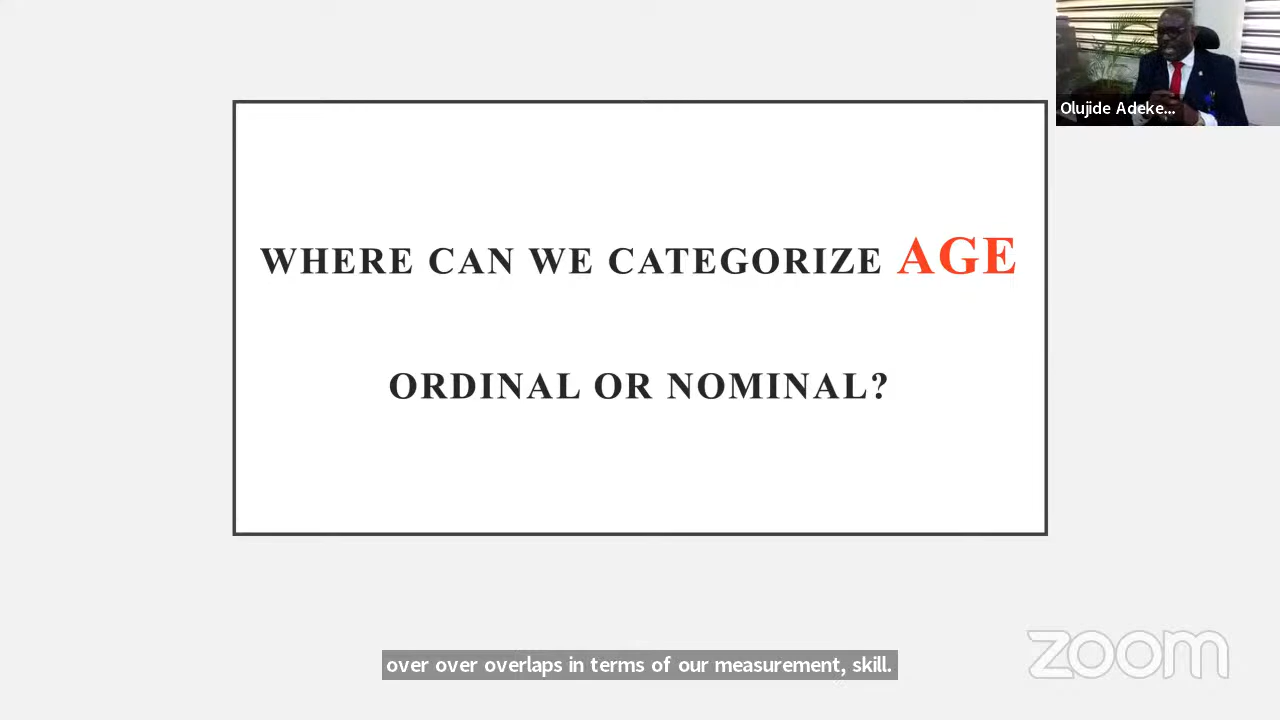 Olujide Adeke...
WHERE CAN WE CATEGORIZE AGE
ORDINAL OR NOMINAL?
over over overlaps in terms of our measurement, skill.
zoom